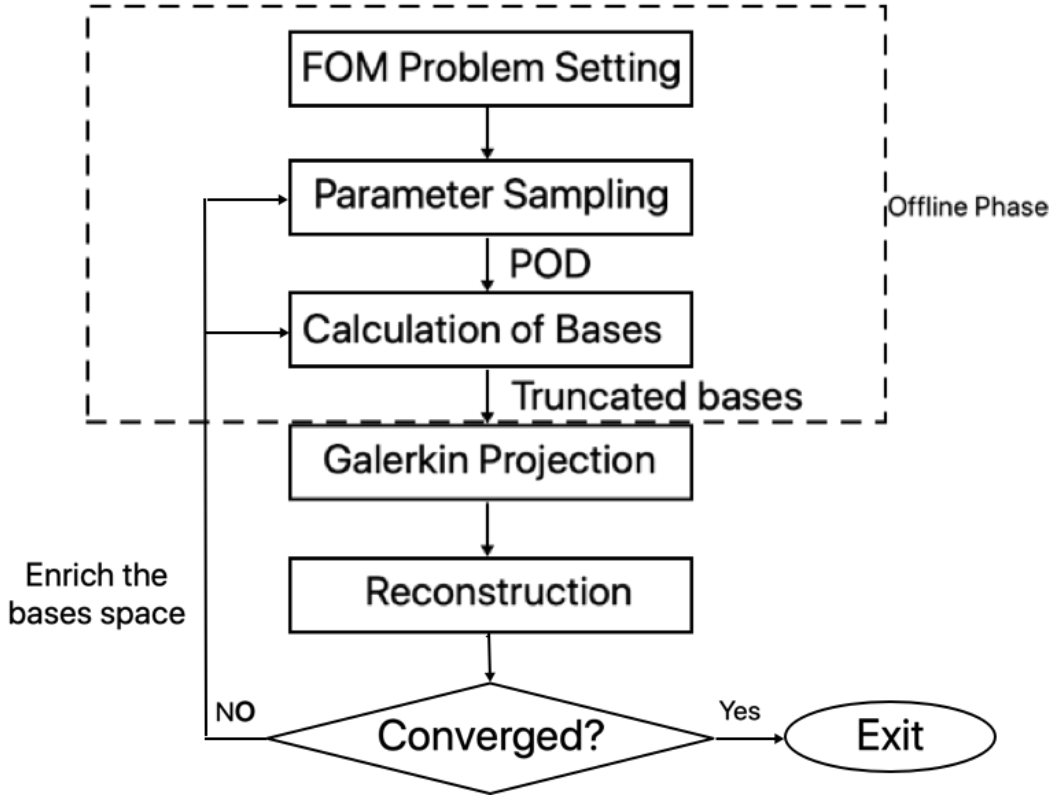 FOM Problem Setting
Parameter Sampling
Offline Phase
POD
Calculation of Bases
Truncated bases
Galerkin Projection
Enrich the
bases space
Reconstruction
NO
Yes
Converged?
Exit